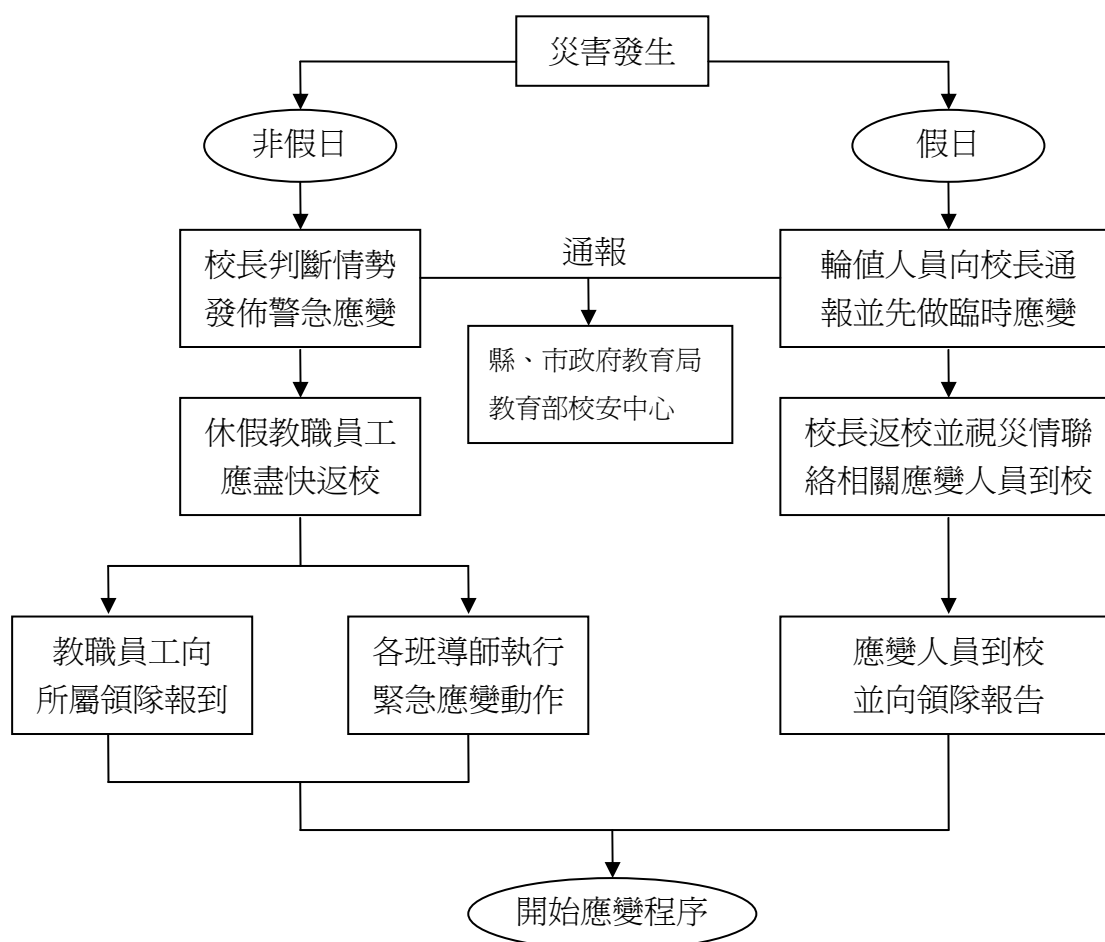 災害發生
非假日
假日
校長判斷情勢
發佈警急應變
通報
輪值人員向校長通
報並先做臨時應變
縣、市政府教育局
教育部校安中心
休假教職員工
應盡快返校
校長返校並視災情聯
絡相關應變人員到校
教職員工向
所屬領隊報到
各班導師執行
緊急應變動作
應變人員到校
並向領隊報告
開始應變程序